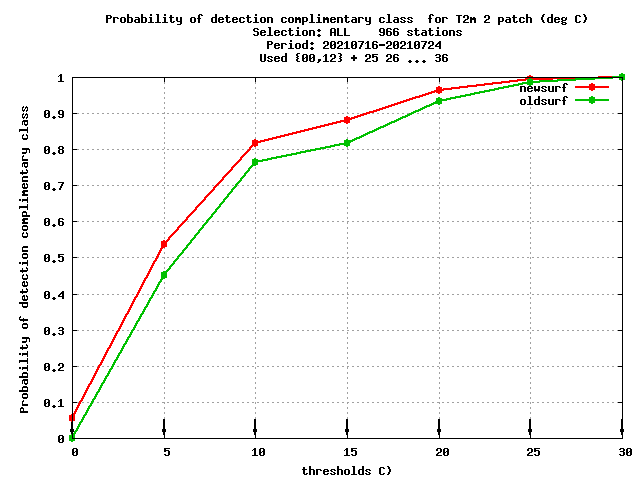 Probability of detection complimentary class  for T2m 2 patch (deg C)
Selection: ALL    966 stations
Period: 20210716-20210724
Used {00,12} + 25 26 ... 36
Probability of detection complimentary class
1
0.9
0.8
0.7
0.6
0.5
0.4
0.3
0.2
0.1
0
newsurf
oldsurf
0 5 10 15 20 25 30
thresholds C)